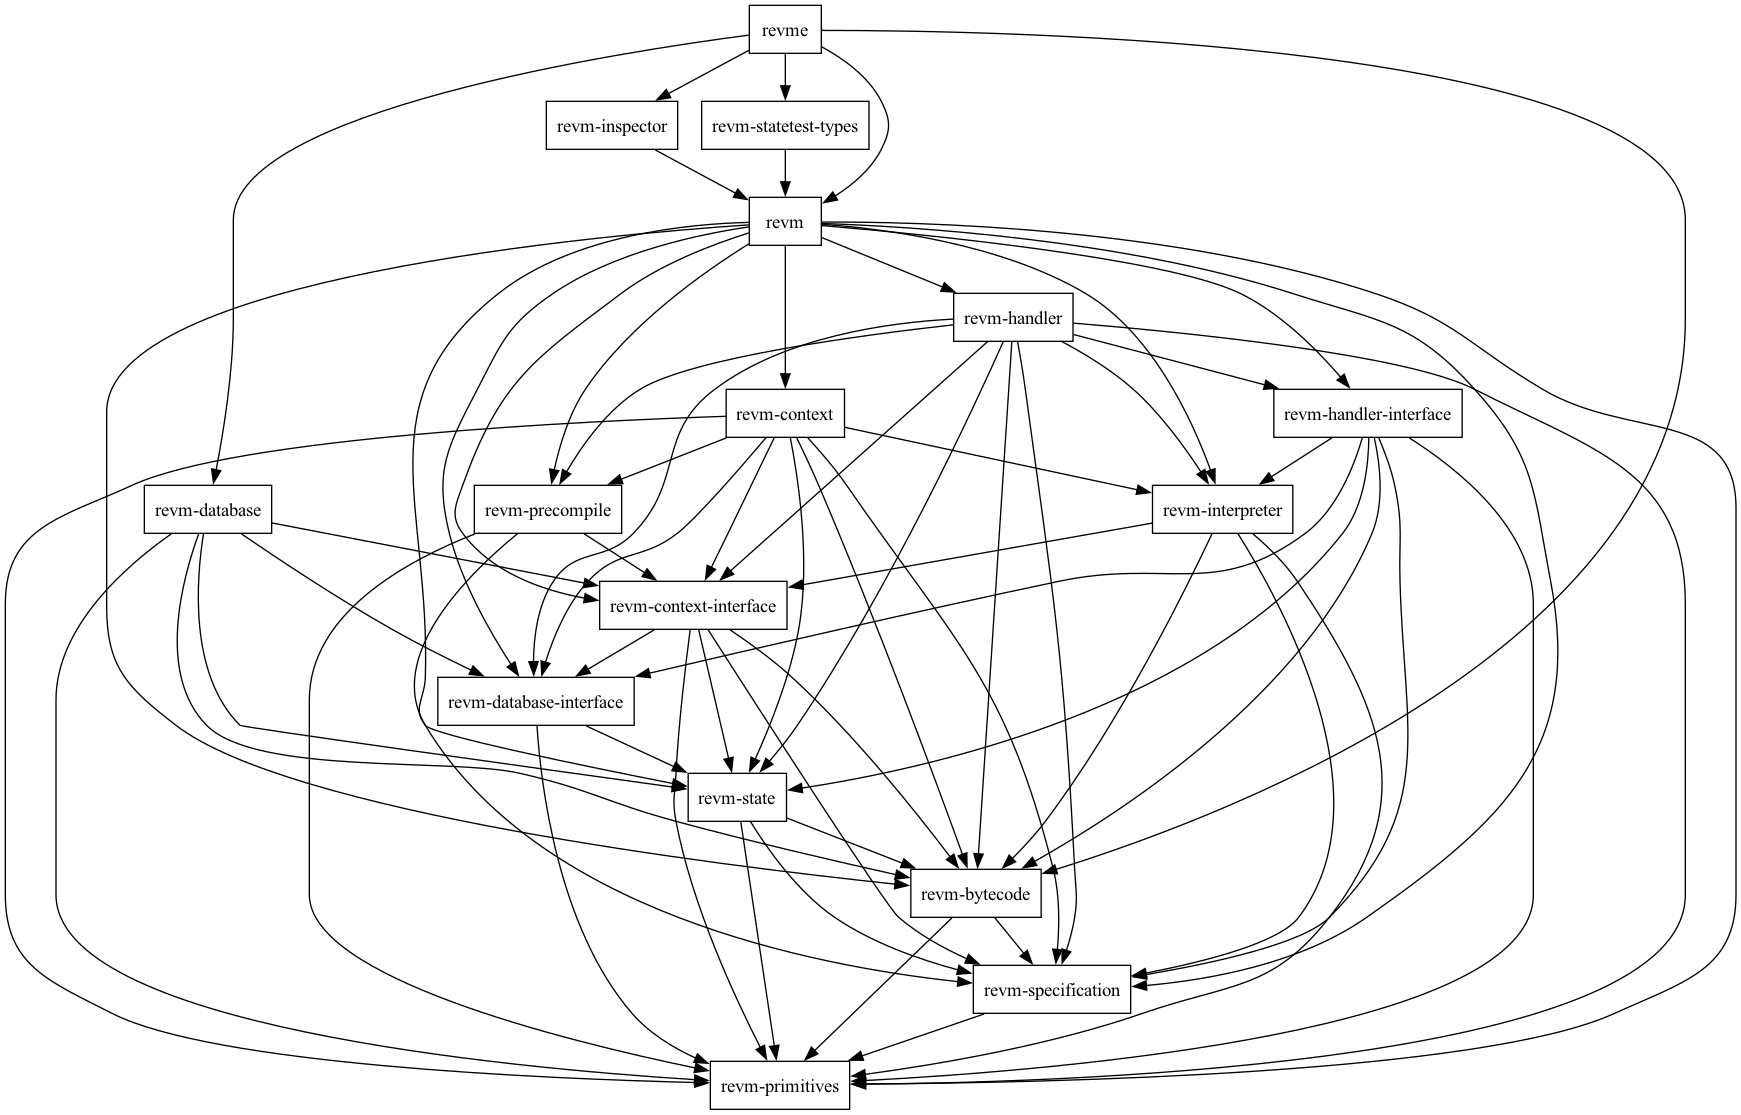 revme
revm-inspector
revm-statetest-types
revm
revm-handler
revm-context
revm-handler-interface
revm-database
revm-precompile
revm-interpreter
revm-context-interface
revm-database-interface
revm-state
revm-bytecode
revm-specification
revm-primitives